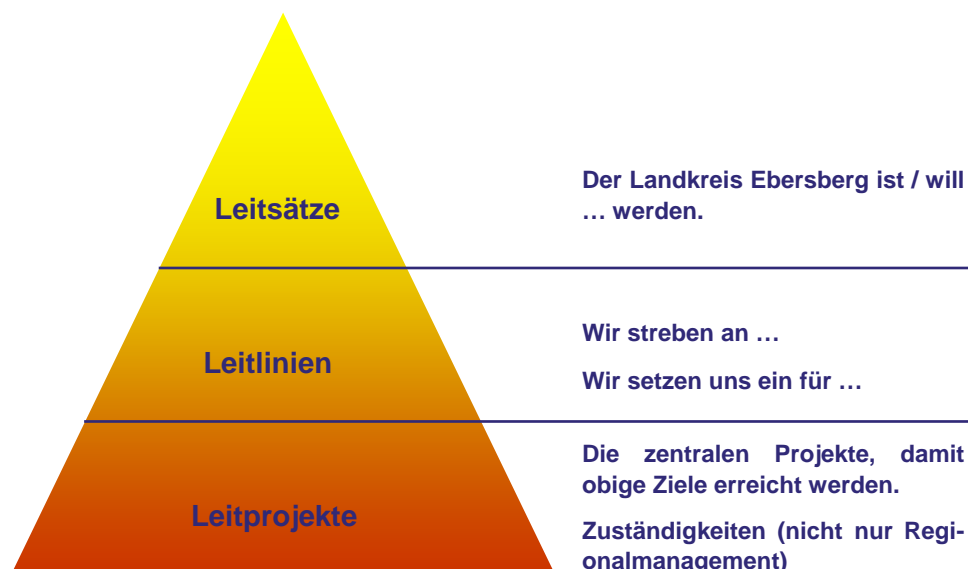 Leitsätze
Der Landkreis Ebersberg ist / will
… werden.
Leitlinien
Wir streben an …
Wir setzen uns ein für …
Leitprojekte
Die zentralen Projekte, damit
obige Ziele erreicht werden.
Zuständigkeiten (nicht nur Regi-
onalmanagement)